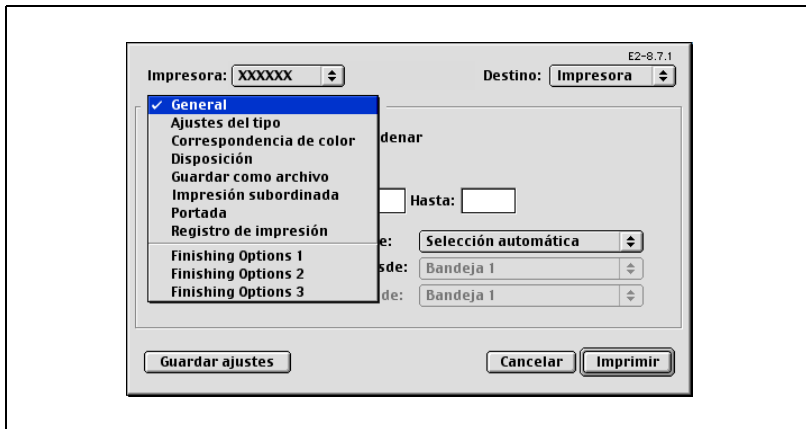 E2-8.7.1
Impresora: XXXXXX Destino: Impresora
✓ General
Ajustes del tipo
Correspondencia de color denar
Disposición
Guardar como archivo
Impresión subordinada Hasta:
Portada
Registro de impresión
e: Selección automática
Finishing Options 1
Finishing Options 2 sde: Bandeja 1
Finishing Options 3 de: Bandeja 1
Guardar ajustes Cancelar Imprimir